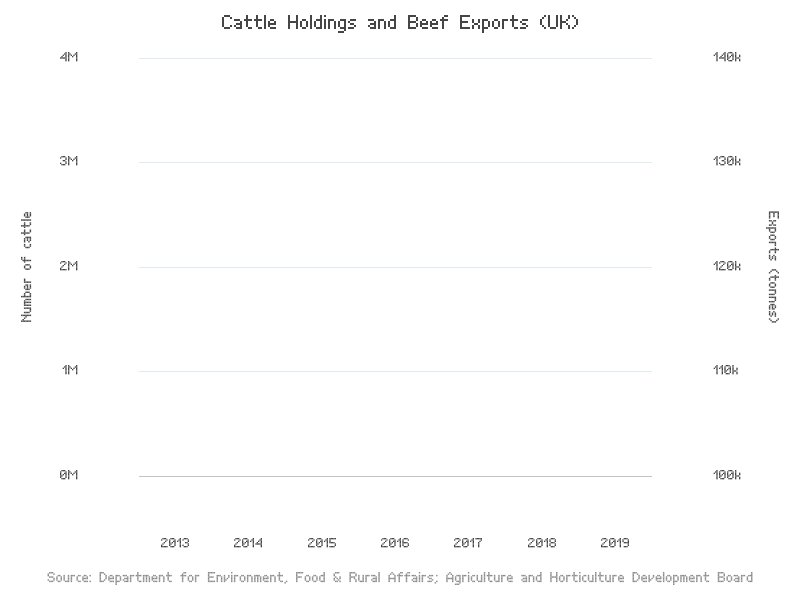 Cattle Holdings and Beef Exports (UK)
4M
140k
3M
130k
2M
120k
1M
110k
0M
100k
Number of cattle
Exports (tonnes)
2013 2014 2015 2016 2017 2018 2019
Source: Department for Environment, Food & Rural Affairs; Agriculture and Horticulture Development Board